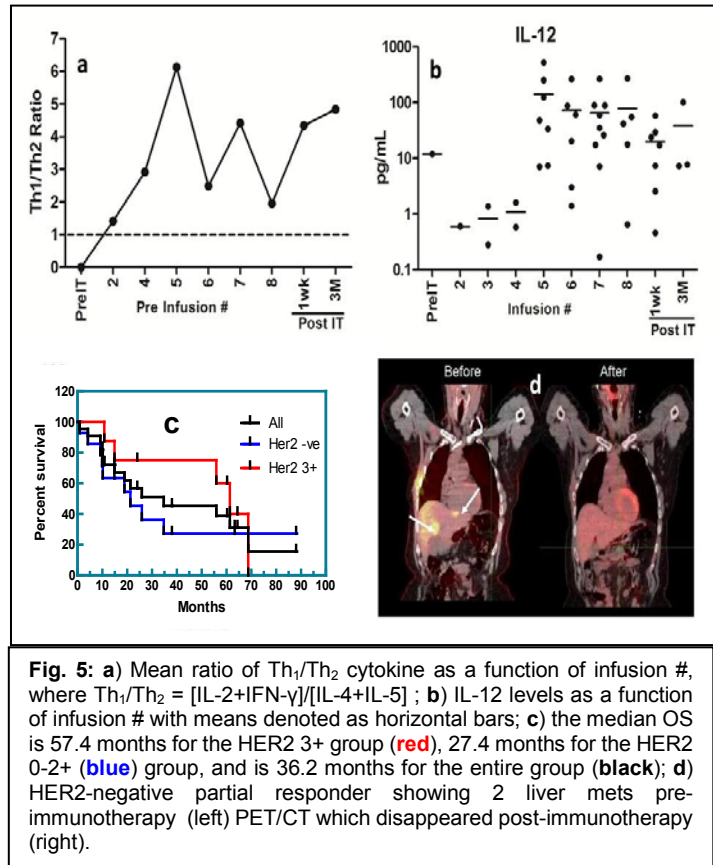 a
Th1/Th2 Ratio
7
6
5
4
3
2
1
0
PreIT
2
4
5
6
7
8
1wk
3M
Pre Infusion #
Post IT
IL-12
b
pg/mL
1000
100
10
1
0.1
PreIT
2
3
4
5
6
7
8
1wk
3M
Infusion #
Post IT
c
Percent survival
120
100
80
60
40
20
0
0 10 20 30 40 50 60 70 80 90 100
Months
All
Her2 -ve
Her2 3+
Before
d
After
Fig. 5: a) Mean ratio of Th₁/Th₂ cytokine as a function of infusion #,
where Th₁/Th₂ = [IL-2+IFN-γ]/[IL-4+IL-5] ; b) IL-12 levels as a function
of infusion # with means denoted as horizontal bars; c) the median OS
is 57.4 months for the HER2 3+ group (red), 27.4 months for the HER2
0-2+ (blue) group, and is 36.2 months for the entire group (black); d)
HER2-negative partial responder showing 2 liver mets pre-
immunotherapy (left) PET/CT which disappeared post-immunotherapy
(right).